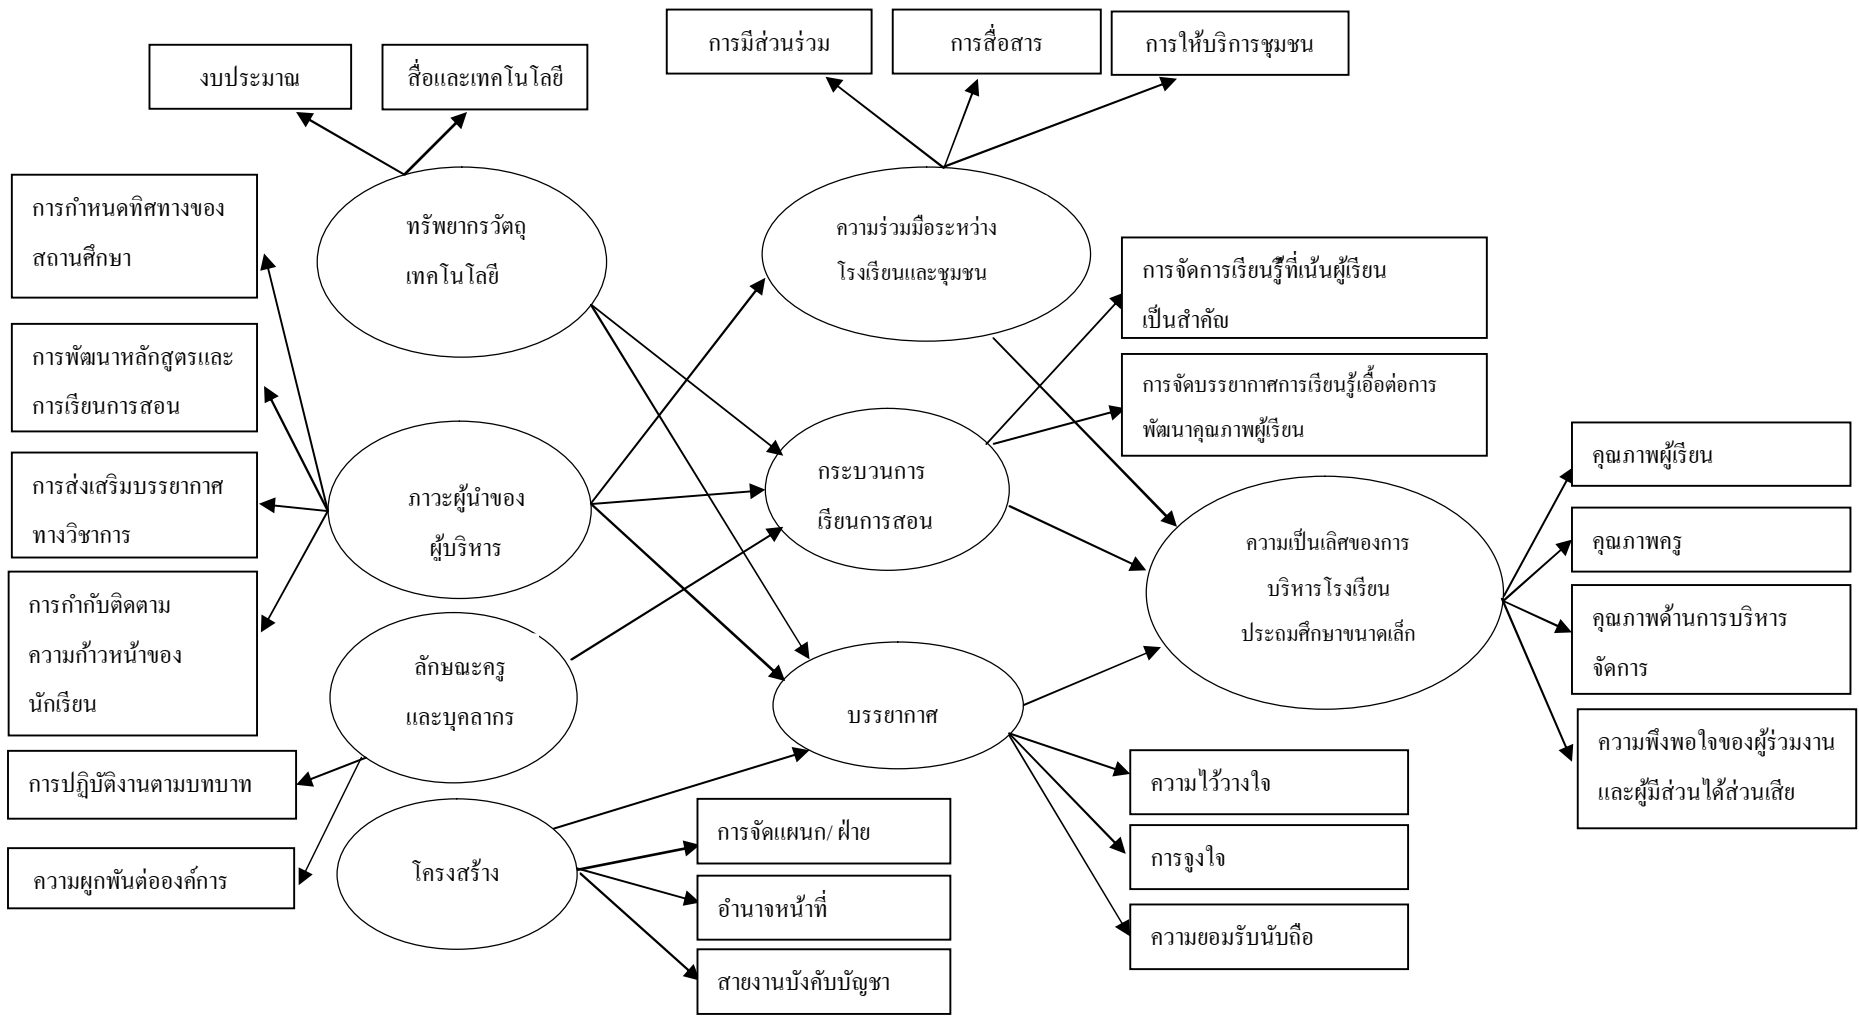 การมีส่วนร่วม
การสื่อสาร
การให้บริการชุมชน
งบประมาณ
สื่อและเทคโนโลยี
การกำหนดทิศทางของ
สถานศึกษา
ทรัพยากรวัตถุ
เทคโนโลยี
ความร่วมมือระหว่าง
โรงเรียนและชุมชน
การจัดการเรียนรู้ที่เน้นผู้เรียน
เป็นสำคัญ
การพัฒนาหลักสูตรและ
การเรียนการสอน
การจัดบรรยากาศการเรียนรู้เอื้อต่อการ
พัฒนาคุณภาพผู้เรียน
การส่งเสริมบรรยากาศ
ทางวิชาการ
ภาวะผู้นำของ
ผู้บริหาร
กระบวนการ
เรียนการสอน
ความเป็นเลิศของการ
บริหารโรงเรียน
ประถมศึกษาขนาดเล็ก
คุณภาพผู้เรียน
คุณภาพครู
คุณภาพด้านการบริหาร
จัดการ
ความพึงพอใจของผู้ร่วมงาน
และผู้มีส่วนได้ส่วนเสีย
การกำกับติดตาม
ความก้าวหน้าของ
นักเรียน
ลักษณะครู
และบุคลากร
บรรยากาศ
การปฏิบัติงานตามบทบาท
ความผูกพันต่อองค์การ
โครงสร้าง
การจัดแผนก/ ฝ่าย
อำนาจหน้าที่
สายงานบังคับบัญชา
ความไว้วางใจ
การจูงใจ
ความยอมรับนับถือ